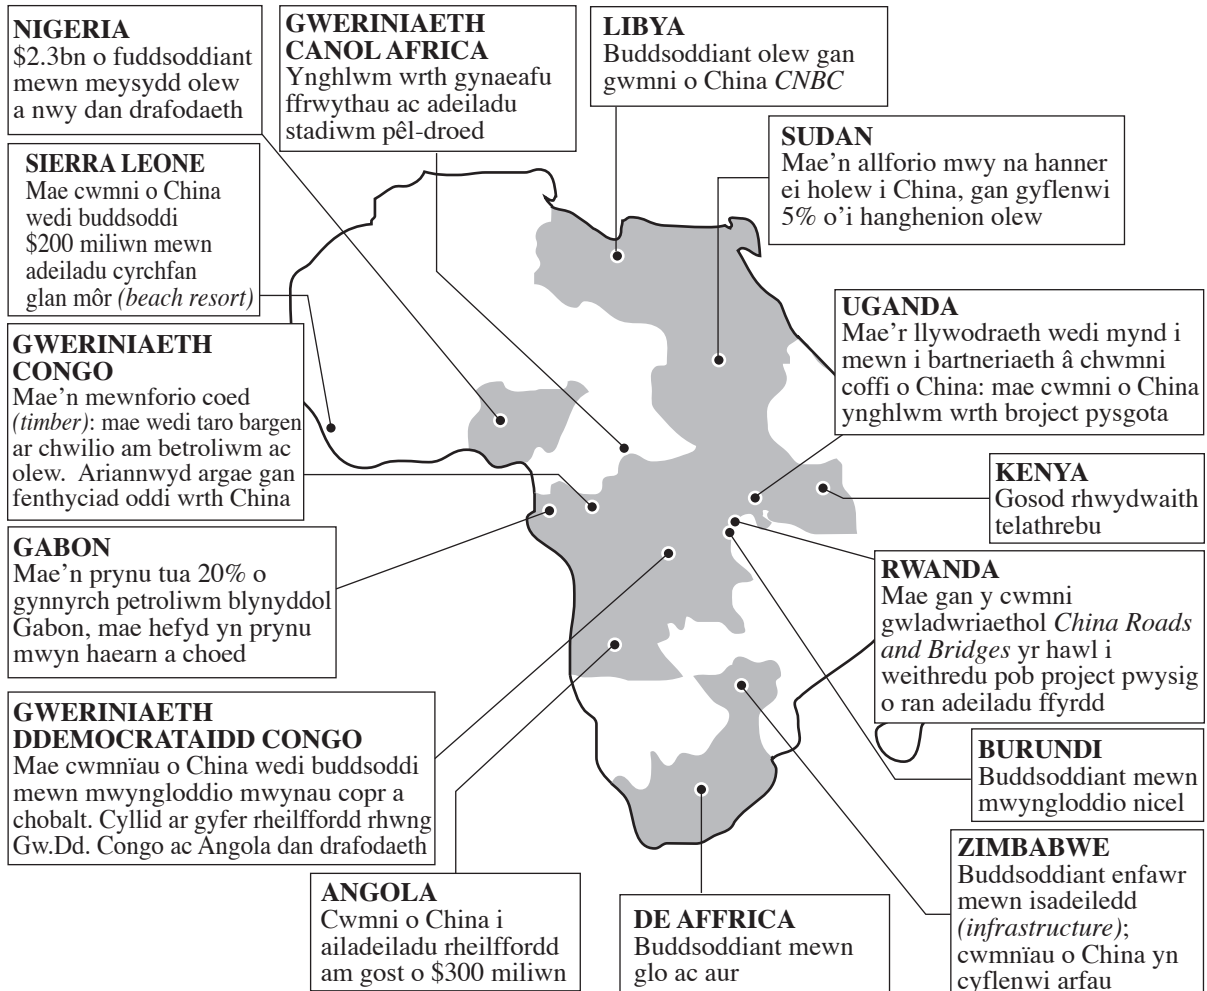 NIGERIA
$2.3bn o fuddsoddiant
mewn meysydd olew
a nwy dan drafodaeth
GWERINIAETH
CANOL AFRICA
Ynghlwm wrth gynaeafu
ffrwythau ac adeiladu
stadiwm pêl-droed
LIBYA
Buddsoddiant olew gan
gwmni o China CNBC
SUDAN
Mae'n allforio mwy na hanner
ei holew i China, gan gyflenwi
5% o'i hanghenion olew
SIERRA LEONE
Mae cwmni o China
wedi buddsoddi
$200 miliwn mewn
adeiladu cyrchfan
glan môr (beach resort)
UGANDA
Mae'r llywodraeth wedi mynd i
mewn i bartneriaeth â chwmni
coffi o China: mae cwmni o China
ynghlwm wrth broject pysgota
GWERINIAETH
CONGO
Mae'n mewnforio coed
(timber): mae wedi taro bargen
ar chwilio am betroliwm ac
olew. Ariannwyd argae gan
fenthyciad oddi wrth China
KENYA
Gosod rhwydwaith
telathrebu
GABON
Mae'n prynu tua 20% o
gynnyrch petroliwm blynyddol
Gabon, mae hefyd yn prynu
mwyn haearn a choed
RWANDA
Mae gan y cwmni
gwladwriaethol China Roads
and Bridges yr hawl i
weithredu pob project pwysig
o ran adeiladu ffyrdd
GWERINIAETH
DDEMOCRATAIDD CONGO
Mae cwmnïau o China wedi buddsoddi
mewn mwyngloddio mwynau copr a
chobalt. Cyllid ar gyfer rheilffordd rhwng
Gw.Dd. Congo ac Angola dan drafodaeth
BURUNDI
Buddsoddiant mewn
mwyngloddio nicel
ANGOLA
Cwmni o China i
ailadeiladu rheilffordd
am gost o $300 miliwn
DE AFFRICA
Buddsoddiant mewn
glo ac aur
ZIMBABWE
Buddsoddiant enfawr
mewn isadeiledd
(infrastructure);
cwmnïau o China yn
cyflenwi arfau